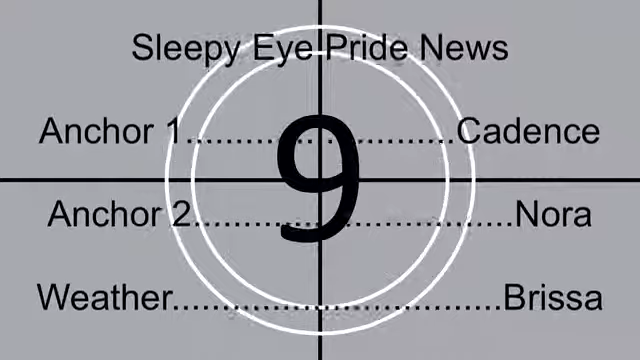 Sleepy Eye Pride News
Anchor 1..............................Cadence
9
Anchor 2...................................Nora
Weather....................................Brissa